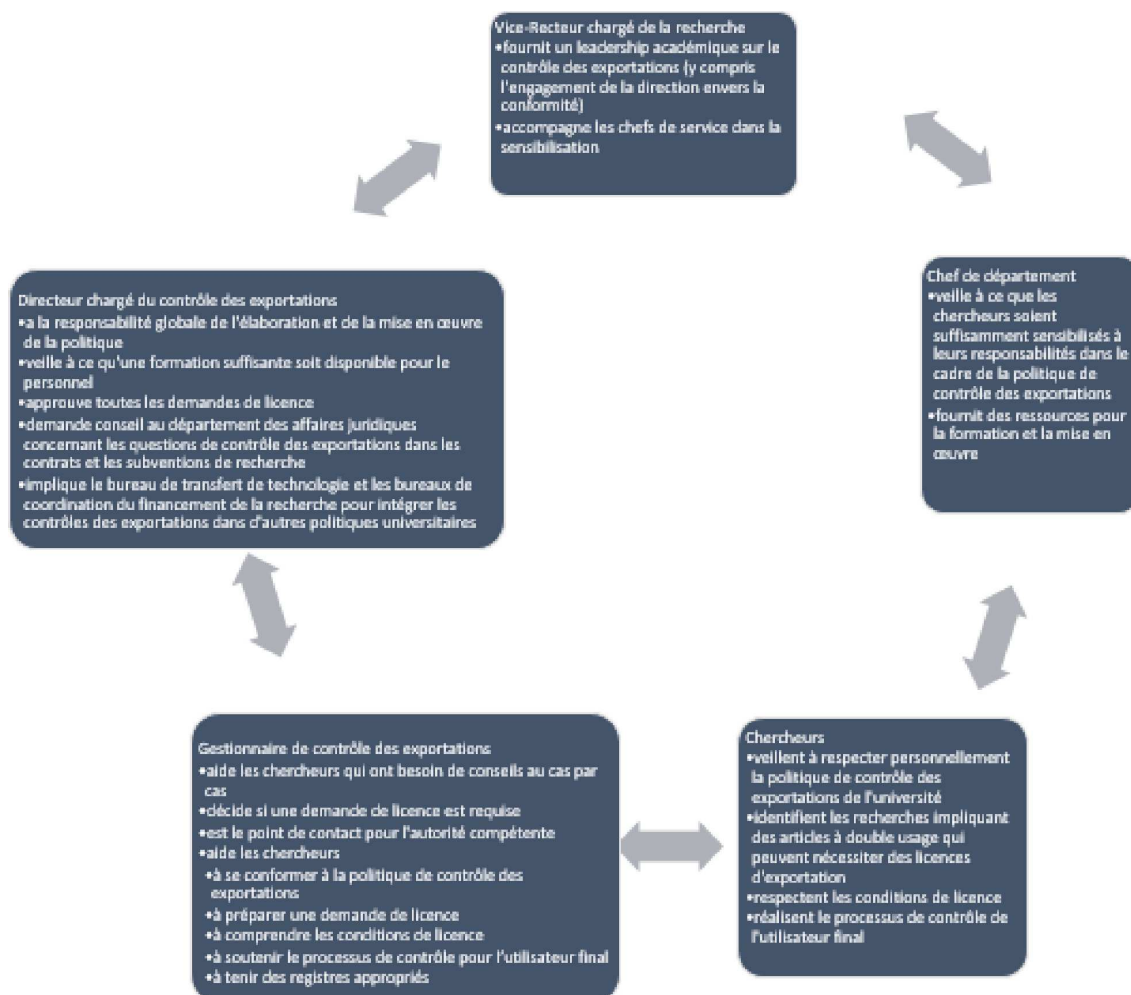 Vice-Recteur chargé de la recherche
•fournit un leadership académique sur le
contrôle des exportations (y compris
l'engagement de la direction envers la
conformité)
•accompagne les chefs de service dans la
sensibilisation
Directeur chargé du contrôle des exportations
•a la responsabilité globale de l'élaboration et de la mise en œuvre
de la politique
•veille à ce qu'une formation suffisante soit disponible pour le
personnel
•approuve toutes les demandes de licence
•demande conseil au département des affaires juridiques
concernant les questions de contrôle des exportations dans les
contrats et les subventions de recherche
•implique le bureau de transfert de technologie et les bureaux de
coordination du financement de la recherche pour intégrer les
contrôles des exportations dans d'autres politiques universitaires
Chef de département
•veille à ce que les
chercheurs soient
suffisamment sensibilisés à
leurs responsabilités dans le
cadre de la politique de
contrôle des exportations
•fournit des ressources pour
la formation et la mise en
œuvre
Gestionnaire de contrôle des exportations
•aide les chercheurs qui ont besoin de conseils au cas par
cas
•décide si une demande de licence est requise
•est le point de contact pour l'autorité compétente
•aide les chercheurs
•à se conformer à la politique de contrôle des
exportations
•à préparer une demande de licence
•à comprendre les conditions de licence
•à soutenir le processus de contrôle pour l'utilisateur final
•à tenir des registres appropriés
Chercheurs
•veillent à respecter personnellement
la politique de contrôle des
exportations de l'université
•identifient les recherches impliquant
des articles à double usage qui
peuvent nécessiter des licences
d'exportation
•respectent les conditions de licence
•réalisent le processus de contrôle de
l'utilisateur final